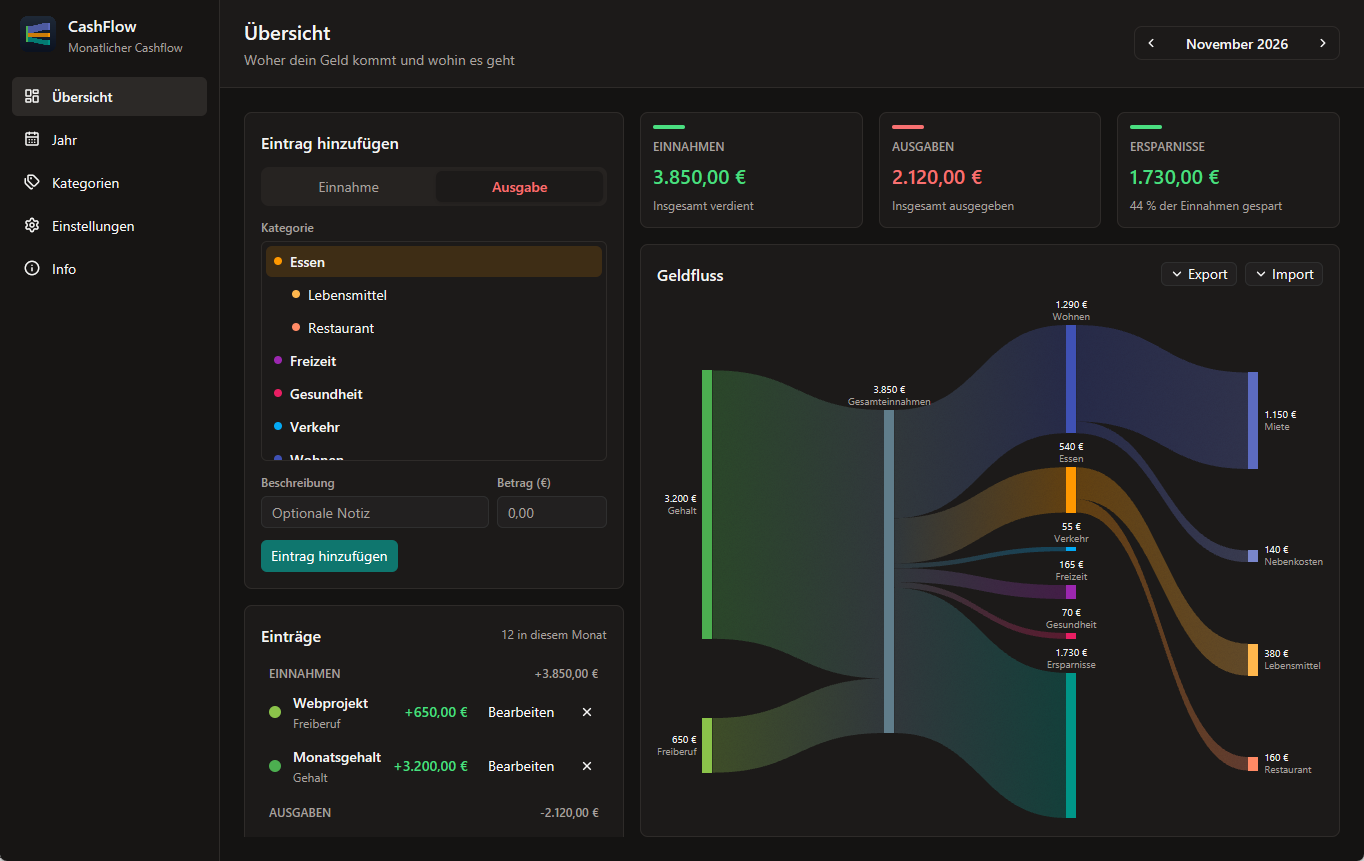 CashFlow
Monatlicher Cashflow
Übersicht
Jahr
Kategorien
Einstellungen
Info
Übersicht
Woher dein Geld kommt und wohin es geht
November 2026
Eintrag hinzufügen
Einnahme
Ausgabe
Kategorie
Essen
Lebensmittel
Restaurant
Freizeit
Gesundheit
Verkehr
Wohnen
Beschreibung
Betrag (€)
Optionale Notiz
0,00
Eintrag hinzufügen
Einträge
12 in diesem Monat
EINNAHMEN
+3.850,00 €
Webprojekt
Freiberuf
+650,00 €
Bearbeiten
Monatsgehalt
Gehalt
+3.200,00 €
Bearbeiten
AUSGABEN
-2.120,00 €
EINNAHMEN
3.850,00 €
Insgesamt verdient
AUSGABEN
2.120,00 €
Insgesamt ausgegeben
ERSPARNISSE
1.730,00 €
44 % der Einnahmen gespart
Geldfluss
Export
Import
3.200 €
Gehalt
650 €
Freiberuf
3.850 €
Gesamteinnahmen
1.290 €
Wohnen
540 €
Essen
55 €
Verkehr
165 €
Freizeit
70 €
Gesundheit
1.730 €
Ersparnisse
1.150 €
Miete
140 €
Nebenkosten
380 €
Lebensmittel
160 €
Restaurant